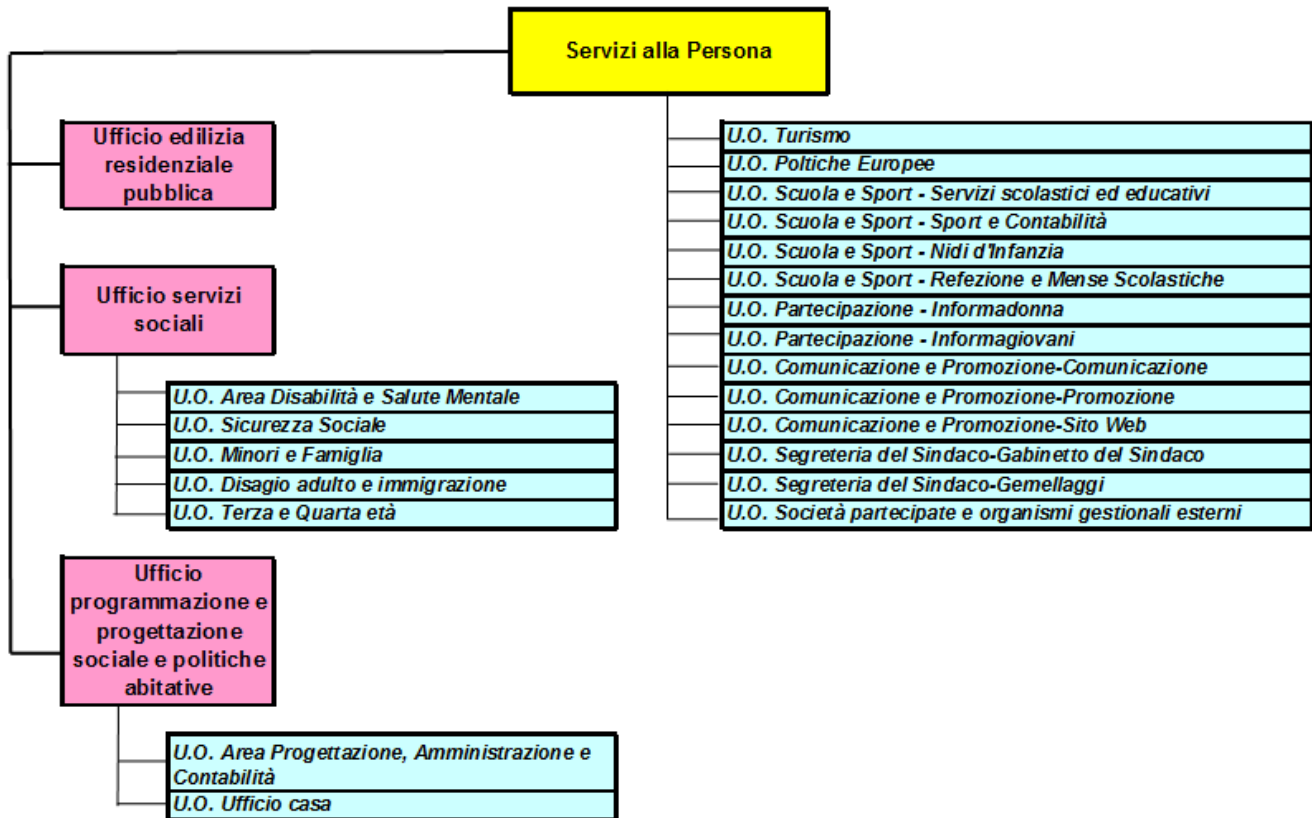 Servizi alla Persona
Ufficio edilizia
residenziale
pubblica
Ufficio servizi
sociali
U.O. Area Disabilità e Salute Mentale
U.O. Sicurezza Sociale
U.O. Minori e Famiglia
U.O. Disagio adulto e immigrazione
U.O. Terza e Quarta età
Ufficio
programmazione e
progettazione
sociale e politiche
abitative
U.O. Area Progettazione, Amministrazione e
Contabilità
U.O. Ufficio casa
U.O. Turismo
U.O. Poltiche Europee
U.O. Scuola e Sport - Servizi scolastici ed educativi
U.O. Scuola e Sport - Sport e Contabilità
U.O. Scuola e Sport - Nidi d'Infanzia
U.O. Scuola e Sport - Refezione e Mense Scolastiche
U.O. Partecipazione - Informadonna
U.O. Partecipazione - Informagiovani
U.O. Comunicazione e Promozione-Comunicazione
U.O. Comunicazione e Promozione-Promozione
U.O. Comunicazione e Promozione-Sito Web
U.O. Segreteria del Sindaco-Gabinetto del Sindaco
U.O. Segreteria del Sindaco-Gemellaggi
U.O. Società partecipate e organismi gestionali esterni